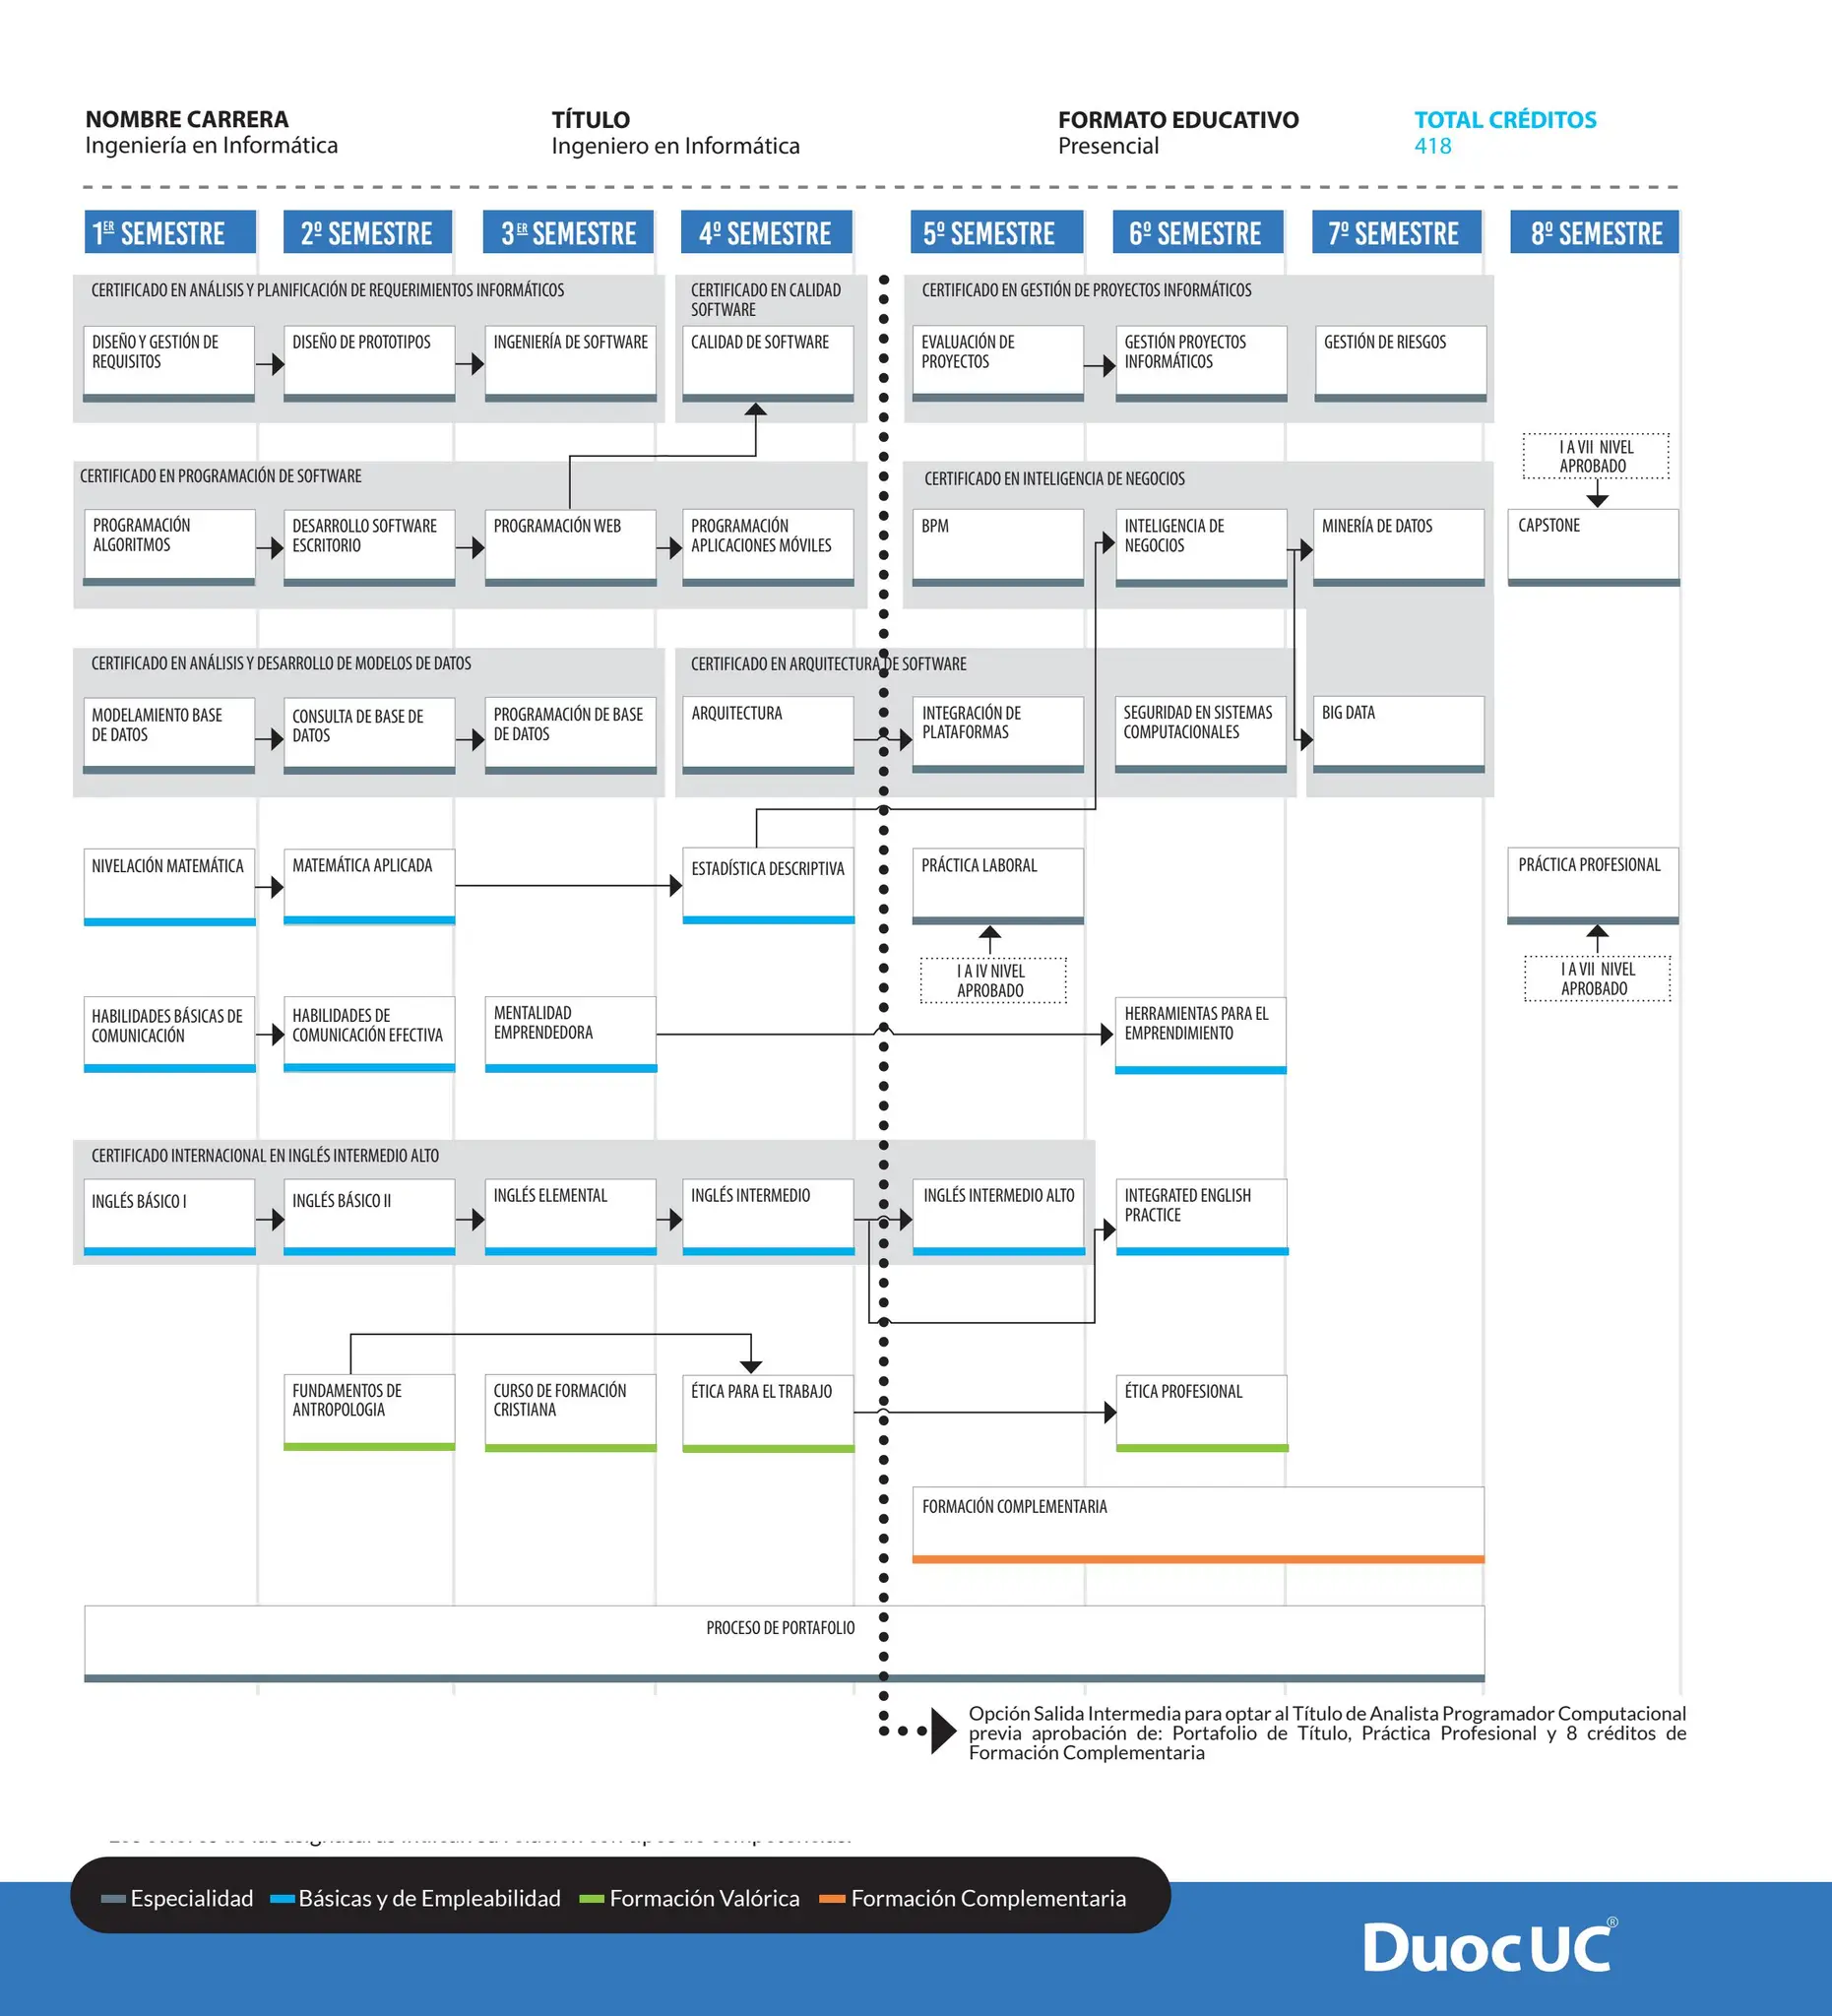 NOMBRE CARRERA
Ingeniería en Informática
TÍTULO
Ingeniero en Informática
FORMATO EDUCATIVO
Presencial
TOTAL CRÉDITOS
418
1ER SEMESTRE
2º SEMESTRE
3ER SEMESTRE
4º SEMESTRE
5º SEMESTRE
6º SEMESTRE
7º SEMESTRE
8º SEMESTRE
CERTIFICADO EN ANÁLISIS Y PLANIFICACIÓN DE REQUERIMIENTOS INFORMÁTICOS
CERTIFICADO EN CALIDAD
SOFTWARE
CERTIFICADO EN GESTIÓN DE PROYECTOS INFORMÁTICOS
DISEÑO Y GESTIÓN DE
REQUISITOS
DISEÑO DE PROTOTIPOS
INGENIERÍA DE SOFTWARE
CALIDAD DE SOFTWARE
EVALUACIÓN DE
PROYECTOS
GESTIÓN PROYECTOS
INFORMÁTICOS
GESTIÓN DE RIESGOS
I A VII NIVEL
APROBADO
CERTIFICADO EN PROGRAMACIÓN DE SOFTWARE
CERTIFICADO EN INTELIGENCIA DE NEGOCIOS
PROGRAMACIÓN
ALGORITMOS
DESARROLLO SOFTWARE
ESCRITORIO
PROGRAMACIÓN WEB
PROGRAMACIÓN
APLICACIONES MÓVILES
BPM
INTELIGENCIA DE
NEGOCIOS
MINERÍA DE DATOS
CAPSTONE
CERTIFICADO EN ANÁLISIS Y DESARROLLO DE MODELOS DE DATOS
CERTIFICADO EN ARQUITECTURA DE SOFTWARE
MODELAMIENTO BASE
DE DATOS
CONSULTA DE BASE DE
DATOS
PROGRAMACIÓN DE BASE
DE DATOS
ARQUITECTURA
INTEGRACIÓN DE
PLATAFORMAS
SEGURIDAD EN SISTEMAS
COMPUTACIONALES
BIG DATA
NIVELACIÓN MATEMÁTICA
MATEMÁTICA APLICADA
ESTADÍSTICA DESCRIPTIVA
PRÁCTICA LABORAL
PRÁCTICA PROFESIONAL
I A IV NIVEL
APROBADO
I A VII NIVEL
APROBADO
HABILIDADES BÁSICAS DE
COMUNICACIÓN
HABILIDADES DE
COMUNICACIÓN EFECTIVA
MENTALIDAD
EMPRENDEDORA
HERRAMIENTAS PARA EL
EMPRENDIMIENTO
CERTIFICADO INTERNACIONAL EN INGLÉS INTERMEDIO ALTO
INGLÉS BÁSICO I
INGLÉS BÁSICO II
INGLÉS ELEMENTAL
INGLÉS INTERMEDIO
INGLÉS INTERMEDIO ALTO
INTEGRATED ENGLISH
PRACTICE
FUNDAMENTOS DE
ANTROPOLOGIA
CURSO DE FORMACIÓN
CRISTIANA
ÉTICA PARA EL TRABAJO
ÉTICA PROFESIONAL
FORMACIÓN COMPLEMENTARIA
PROCESO DE PORTAFOLIO
Opción Salida Intermedia para optar al Título de Analista Programador Computacional
previa aprobación de: Portafolio de Título, Práctica Profesional y 8 créditos de
Formación Complementaria
Especialidad
Básicas y de Empleabilidad
Formación Valórica
Formación Complementaria
Duoc UC®